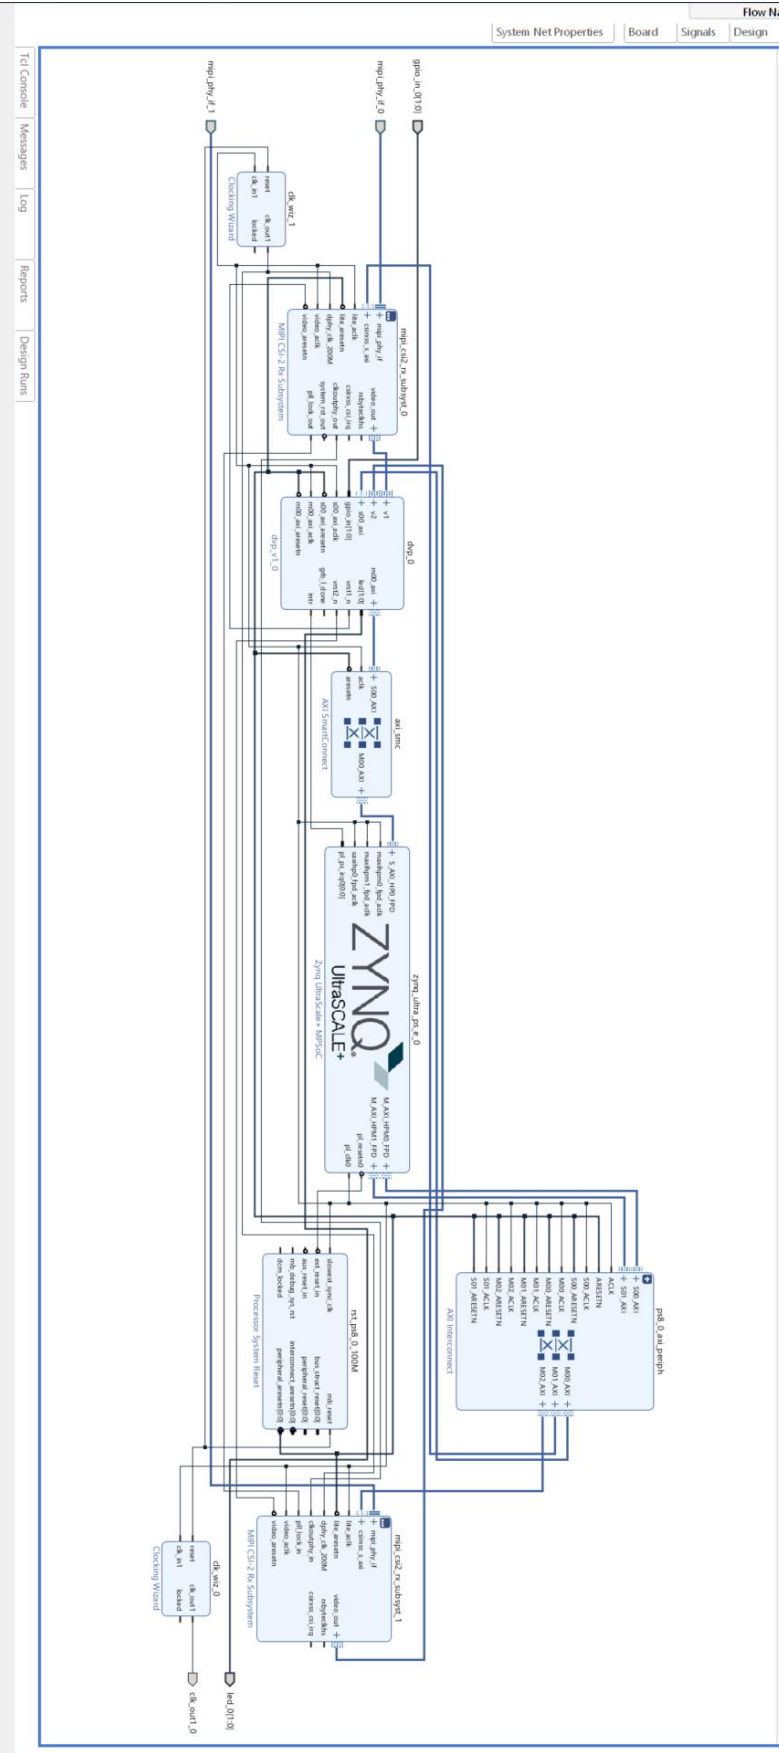 Flow Na
System Net Properties
Board
Signals
Design
Tcl Console
Messages
Log
Reports
Design Runs
gpio_in_0[1:0]
mipi_phy_if_0
mipi_phy_if_1
clk_wiz_1
reset
clk_in1
clk_out1
locked
Clocking Wizard
mipi_csi2_rx_subsyst_0
mipi_phy_if
csirxss_s_axi
lite_aclk
lite_aresetn
dphy_clk_200M
video_aclk
video_aresetn
video_out
rxbyteclkhs
csirxss_csi_irq
clkoutphy_out
system_rst_out
pll_lock_out
MIPI CSI-2 Rx Subsystem
dvp_0
v1
v2
s00_axi
gpio_in[1:0]
s00_axi_aclk
s00_axi_aresetn
m00_axi_aclk
m00_axi_aresetn
m00_axi
led[1:0]
vrst1_n
vrst2_n
intr
dvp_v1_0
axi_smc
S00_AXI
aclk
aresetn
M00_AXI
AXI SmartConnect
zynq_ultra_ps_e_0
S_AXI_HP0_FPD
maxihpm0_fpd_aclk
maxihpm1_fpd_aclk
saxihp0_fpd_aclk
pl_ps_irq0[0:0]
ZYNQ
UltraSCALE+
M_AXI_HPM0_FPD
M_AXI_HPM1_FPD
pl_resetn0
pl_clk0
Zynq UltraScale+ MPSoC
ps8_0_axi_periph
S00_AXI
S01_AXI
ACLK
ARESETN
S00_ACLK
S00_ARESETN
M00_ACLK
M00_ARESETN
M01_ACLK
M01_ARESETN
M02_ACLK
M02_ARESETN
S01_ACLK
S01_ARESETN
M00_AXI
M01_AXI
M02_AXI
AXI Interconnect
rst_ps8_0_100M
slowest_sync_clk
ext_reset_in
aux_reset_in
mb_debug_sys_rst
dcm_locked
mb_reset
bus_struct_reset[0:0]
peripheral_reset[0:0]
interconnect_aresetn[0:0]
peripheral_aresetn[0:0]
Processor System Reset
mipi_csi2_rx_subsyst_1
mipi_phy_if
csirxss_s_axi
lite_aclk
lite_aresetn
dphy_clk_200M
clkoutphy_in
pll_lock_in
video_aclk
video_aresetn
video_out
rxbyteclkhs
csirxss_csi_irq
MIPI CSI-2 Rx Subsystem
clk_wiz_0
reset
clk_in1
clk_out1
locked
Clocking Wizard
led_0[1:0]
clk_out1_0